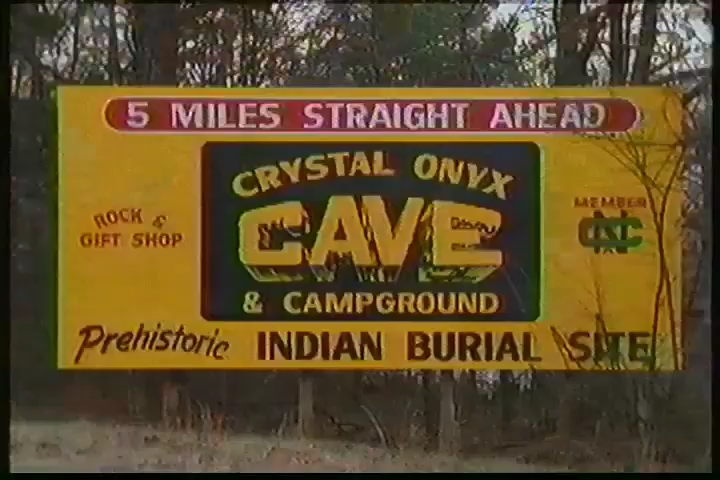 5 MILES STRAIGHT AHEAD
CRYSTAL ONYX
CAVE
& CAMPGROUND
ROCK &
GIFT SHOP
MEMBER
Prehistoric INDIAN BURIAL SITE